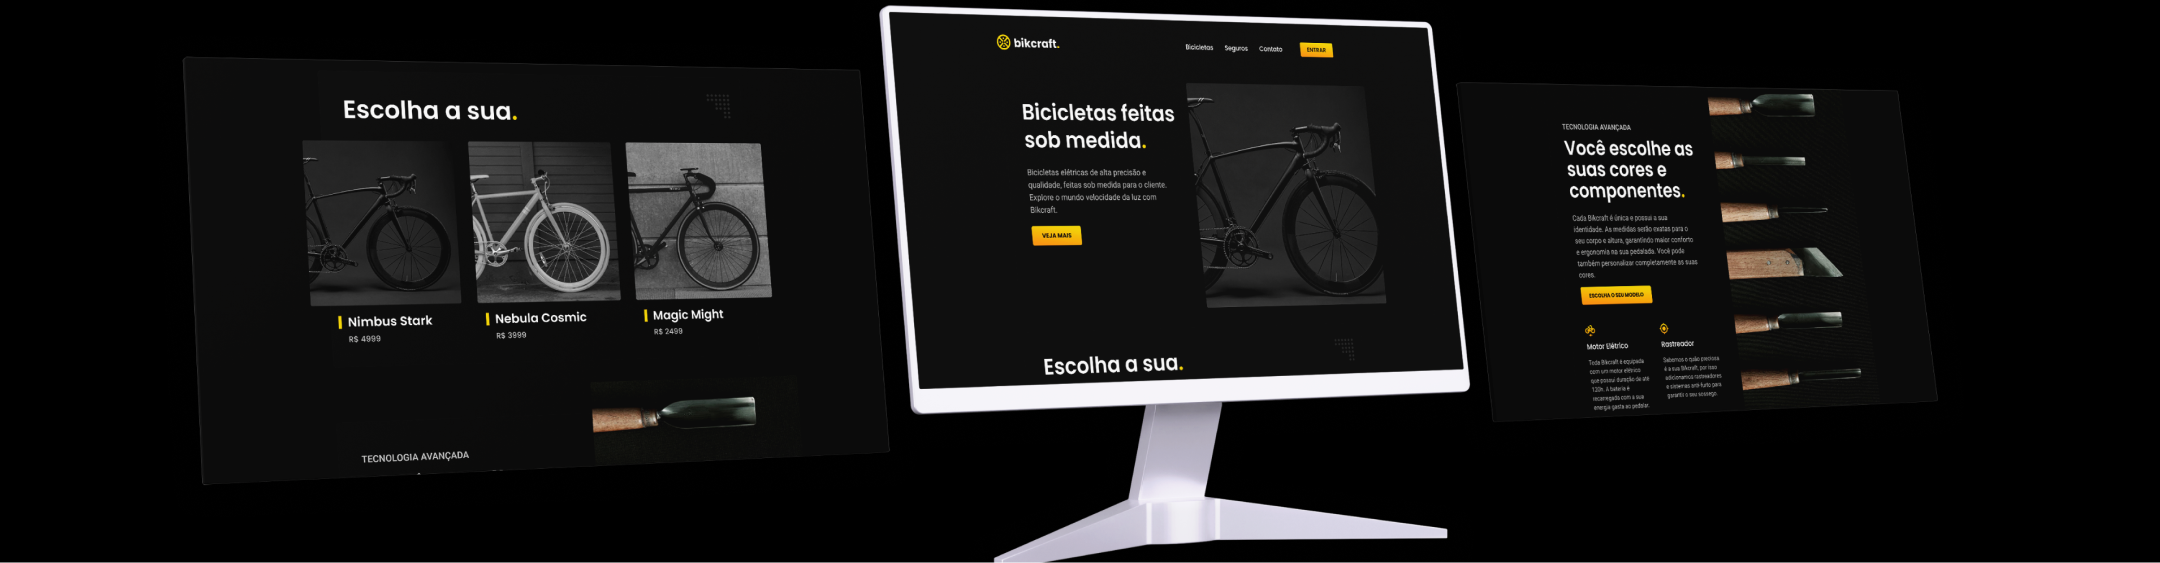 Escolha a sua.
Nimbus Stark
R$ 4999
Nebula Cosmic
R$ 3999
Magic Might
R$ 2499
TECNOLOGIA AVANÇADA
bikcraft.
Bicicletas
Seguros
Contato
ENTRAR
Bicicletas feitas
sob medida.
Bicicletas elétricas de alta precisão e
qualidade, feitas sob medida para o cliente.
Explore o mundo velocidade da luz com
Bikcraft.
VEJA MAIS
Escolha a sua.
TECNOLOGIA AVANÇADA
Você escolhe as
suas cores e
componentes.
Cada Bikcraft é única e possui a sua
identidade. As medidas serão exatas para o
seu corpo e altura, garantindo maior conforto
e ergonomia na sua pedalada. Você pode
também personalizar completamente as suas
cores.
ESCOLHA O SEU MODELO
Motor Elétrico
Toda Bikcraft é equipada
com um motor elétrico
que possui duração de até
120h. A bateria é
recarregada com a sua
energia gasta ao pedalar.
Rastreador
Sabemos o quão preciosa
é a sua Bikcraft, por isso
adicionamos rastreadores
e sistemas anti-furto para
garantir o seu sossego.